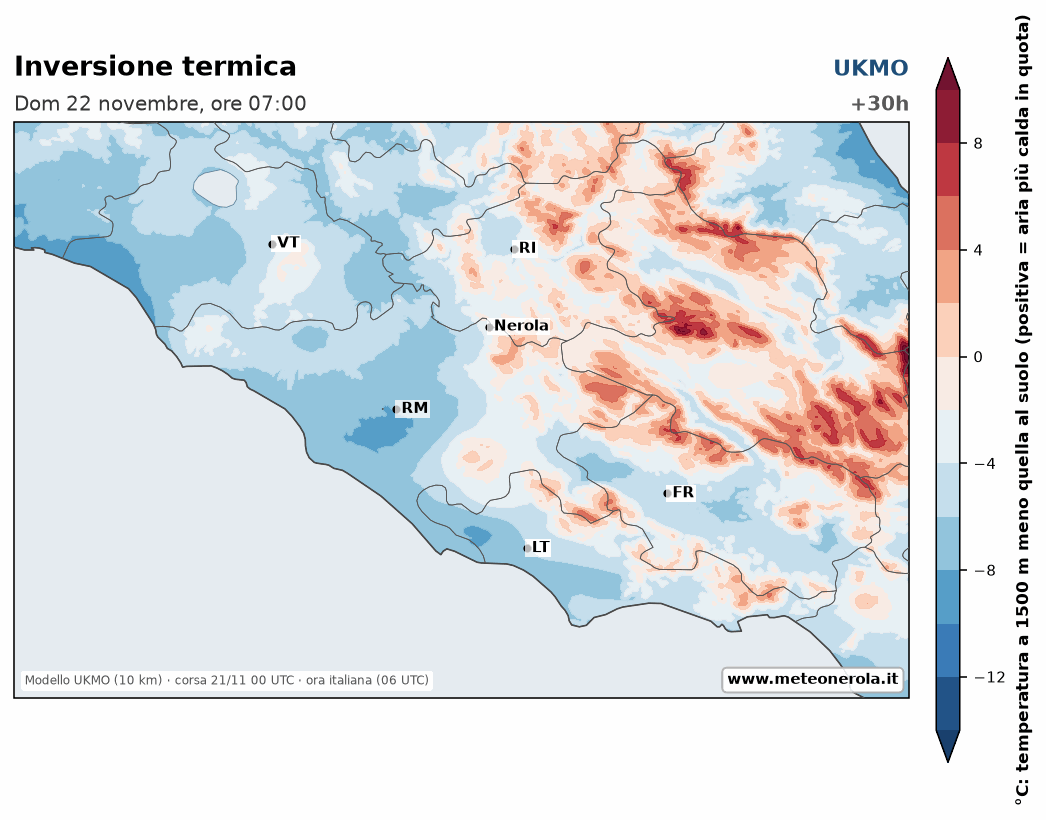 Inversione termica
UKMO
Dom 22 novembre, ore 07:00
+30h
VT
RI
Nerola
RM
FR
LT
Modello UKMO (10 km) · corsa 21/11 00 UTC · ora italiana (06 UTC)
www.meteonerola.it
8
4
0
−4
−8
−12
°C: temperatura a 1500 m meno quella al suolo (positiva = aria più calda in quota)